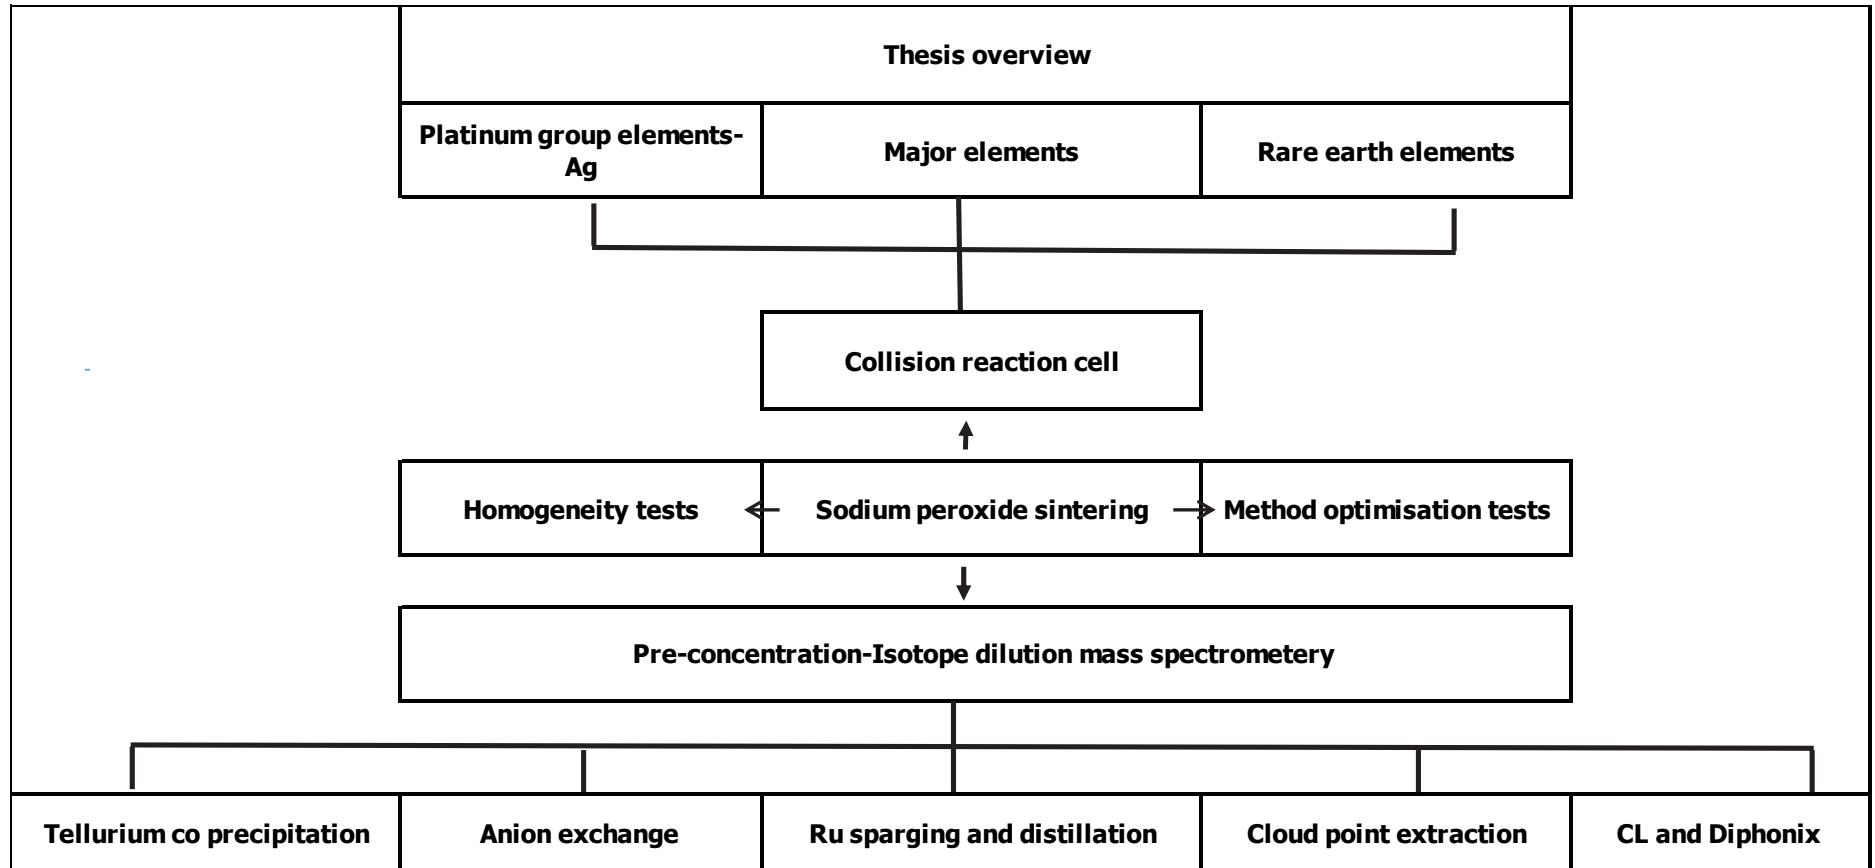 Thesis overview
Platinum group elements-
Ag
Major elements
Rare earth elements
Collision reaction cell
Homogeneity tests
Sodium peroxide sintering
Method optimisation tests
Pre-concentration-Isotope dilution mass spectrometery
Tellurium co precipitation
Anion exchange
Ru sparging and distillation
Cloud point extraction
CL and Diphonix